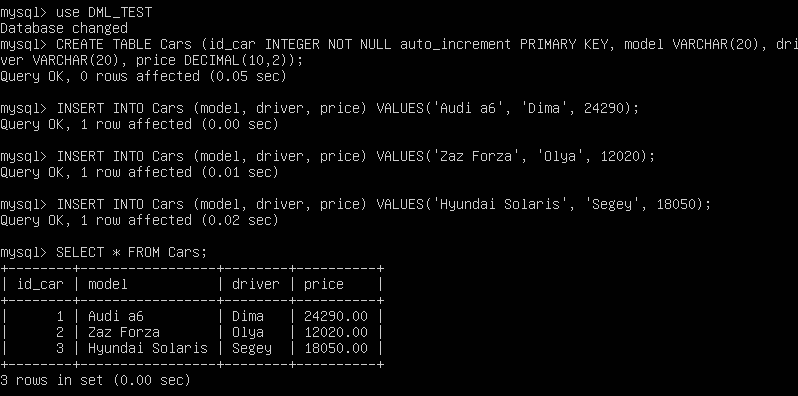 mysql> use DML_TEST
Database changed
mysql> CREATE TABLE Cars (id_car INTEGER NOT NULL auto_increment PRIMARY KEY, model VARCHAR(20), dri
ver VARCHAR(20), price DECIMAL(10,2));
Query OK, 0 rows affected (0.05 sec)

mysql> INSERT INTO Cars (model, driver, price) VALUES('Audi a6', 'Dima', 24290);
Query OK, 1 row affected (0.00 sec)

mysql> INSERT INTO Cars (model, driver, price) VALUES('Zaz Forza', 'Olya', 12020);
Query OK, 1 row affected (0.01 sec)

mysql> INSERT INTO Cars (model, driver, price) VALUES('Hyundai Solaris', 'Segey', 18050);
Query OK, 1 row affected (0.02 sec)

mysql> SELECT * FROM Cars;
+--------+-----------------+--------+----------+
| id_car | model           | driver | price    |
+--------+-----------------+--------+----------+
|      1 | Audi a6         | Dima   | 24290.00 |
|      2 | Zaz Forza       | Olya   | 12020.00 |
|      3 | Hyundai Solaris | Segey  | 18050.00 |
+--------+-----------------+--------+----------+
3 rows in set (0.00 sec)